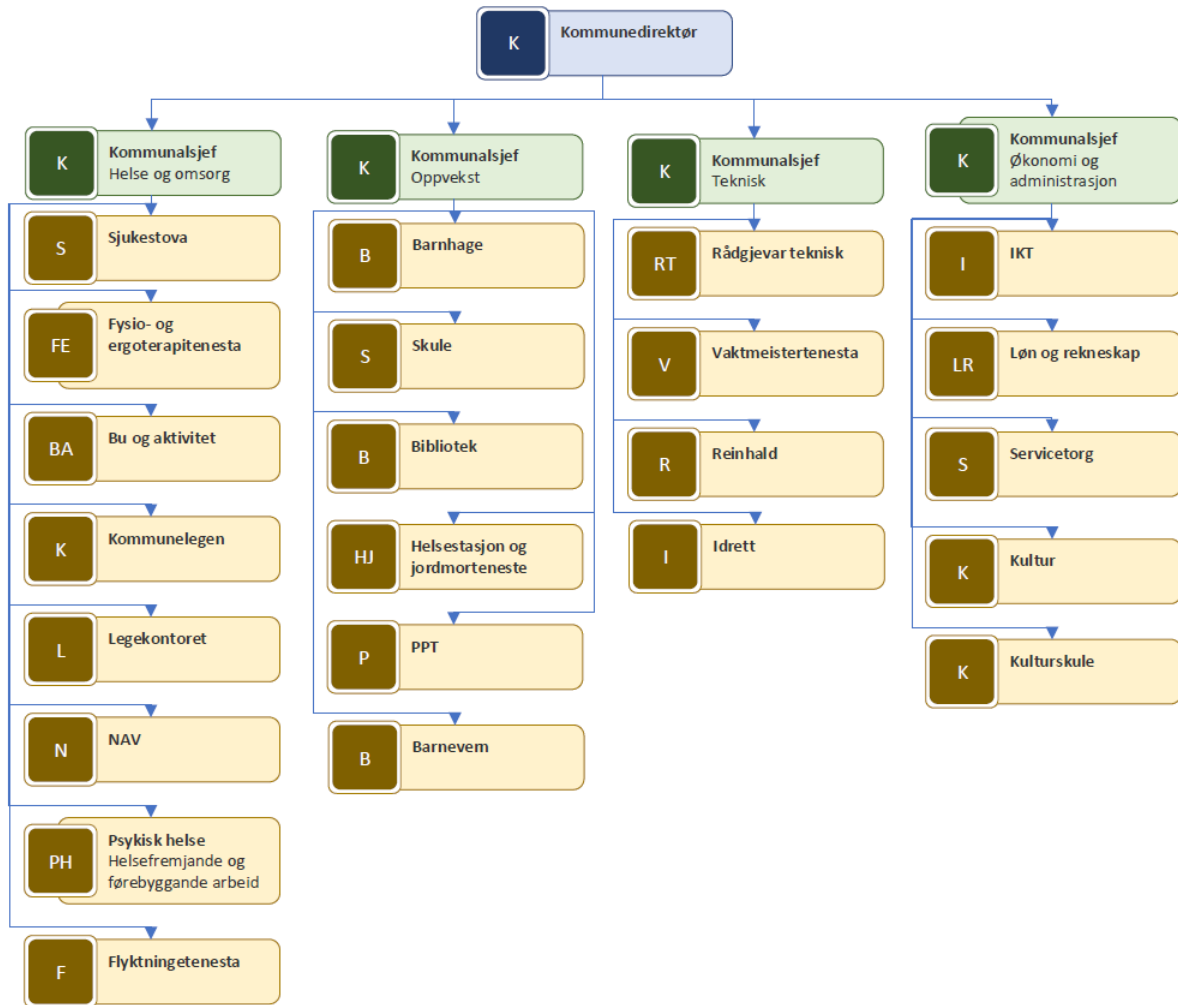 K
Kommunedirektør
K
Kommunalsjef
Helse og omsorg
S
Sjukestova
FE
Fysio- og
ergoterapitenesta
BA
Bu og aktivitet
K
Kommunelegen
L
Legekontoret
N
NAV
PH
Psykisk helse
Helsefremjande og
førebyggande arbeid
F
Flyktningetenesta
K
Kommunalsjef
Oppvekst
B
Barnhage
S
Skule
B
Bibliotek
HJ
Helsestasjon og
jordmorteneste
P
PPT
B
Barnevern
K
Kommunalsjef
Teknisk
RT
Rådgjevar teknisk
V
Vaktmeistertenesta
R
Reinhald
I
Idrett
K
Kommunalsjef
Økonomi og
administrasjon
I
IKT
LR
Løn og rekneskap
S
Servicetorg
K
Kultur
K
Kulturskule